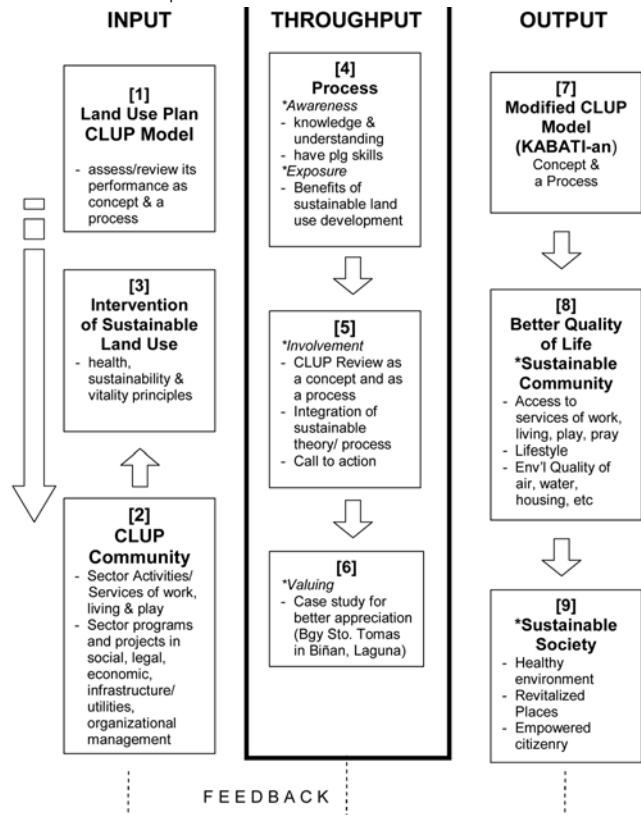 INPUT
[1]
Land Use Plan
CLUP Model
- assess/review its
performance as
concept & a
process
[3]
Intervention
of Sustainable
Land Use
- health,
sustainability &
vitality principles
[2]
CLUP
Community
- Sector Activities/
Services of work,
living & play
- Sector programs
and projects in
social, legal,
economic,
infrastructure/
utilities,
organizational
management
THROUGHPUT
[4]
Process
*Awareness
- knowledge &
understanding
- have plg skills
*Exposure
- Benefits of
sustainable land
use development
[5]
*Involvement
- CLUP Review as
a concept and as
a process
- Integration of
sustainable
theory/ process
- Call to action
[6]
*Valuing
- Case study for
better appreciation
(Bgy Sto. Tomas
in Biñan, Laguna)
OUTPUT
[7]
Modified CLUP
Model
(KABATI-an)
Concept &
a Process
[8]
Better Quality
of Life
*Sustainable
Community
- Access to
services of work,
living, play, pray
- Lifestyle
- Env'l Quality of
air, water,
housing, etc
[9]
*Sustainable
Society
- Healthy
environment
- Revitalized
Places
- Empowered
citizenry
FEEDBACK